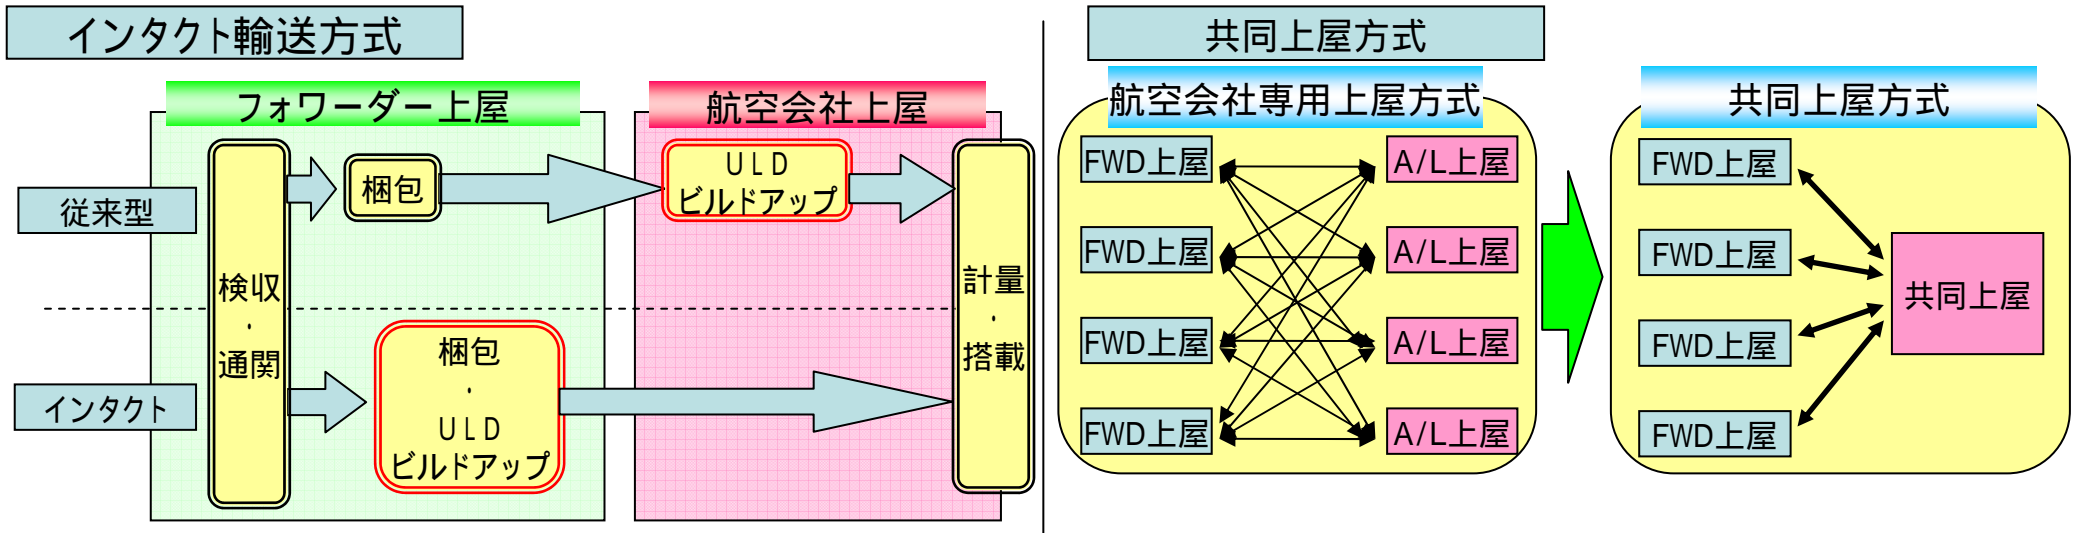 インタクト輸送方式
フォワーダー上屋
航空会社上屋
従来型
インタクト
検収
・
通関
梱包
ULD
ビルドアップ
梱包
・
ULD
ビルドアップ
計量
・
搭載
共同上屋方式
航空会社専用上屋方式
FWD上屋
FWD上屋
FWD上屋
FWD上屋
A/L上屋
A/L上屋
A/L上屋
A/L上屋
共同上屋方式
FWD上屋
FWD上屋
FWD上屋
FWD上屋
共同上屋